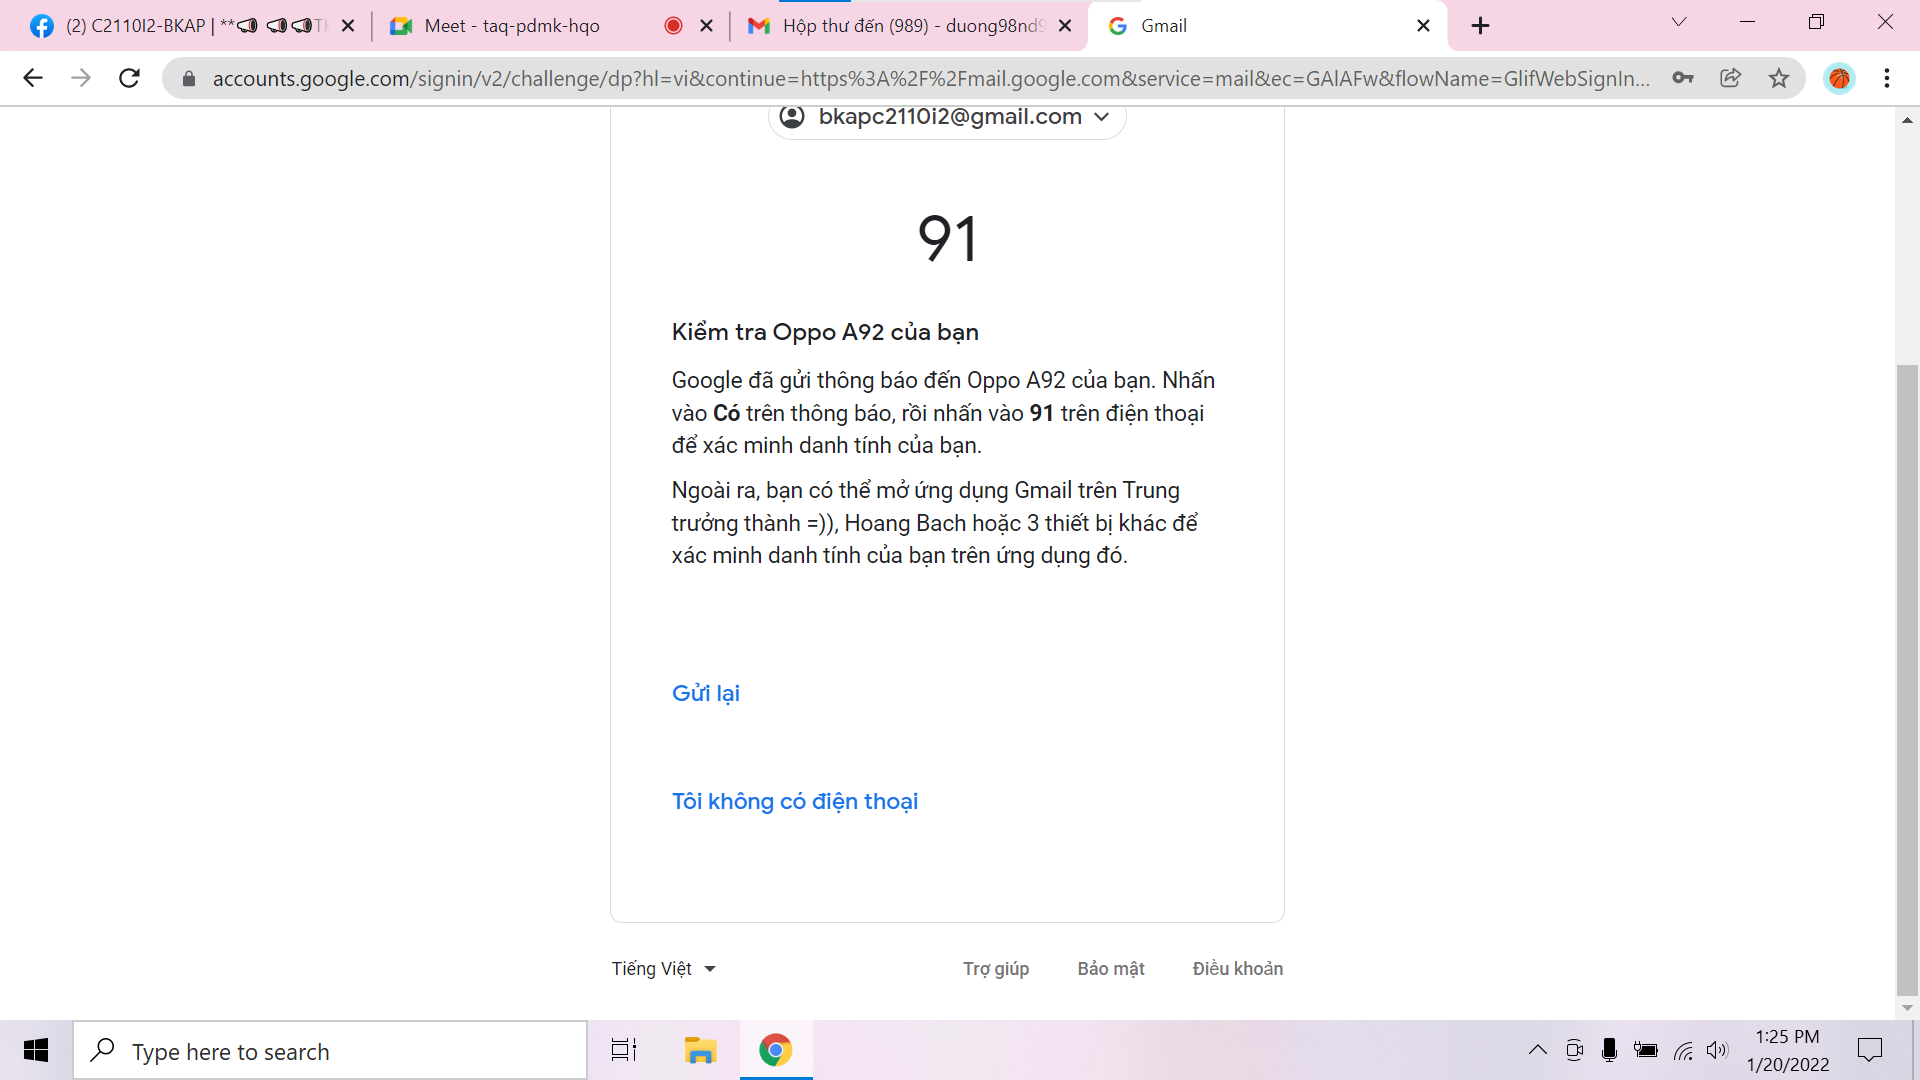 (2) C2110I2-BKAP | **📢 📢📢
Meet - taq-pdmk-hqo
Hộp thư đến (989) - duong98nd9
Gmail
accounts.google.com/signin/v2/challenge/dp?hl=vi&continue=https%3A%2F%2Fmail.google.com&service=mail&ec=GAlAFw&flowName=GlifWebSignIn...
bkapc2110i2@gmail.com
91
Kiểm tra Oppo A92 của bạn
Google đã gửi thông báo đến Oppo A92 của bạn. Nhấn
vào Có trên thông báo, rồi nhấn vào 91 trên điện thoại
để xác minh danh tính của bạn.
Ngoài ra, bạn có thể mở ứng dụng Gmail trên Trung
trưởng thành =)), Hoang Bach hoặc 3 thiết bị khác để
xác minh danh tính của bạn trên ứng dụng đó.
Gửi lại
Tôi không có điện thoại
Tiếng Việt
Trợ giúp
Bảo mật
Điều khoản
Type here to search
1:25 PM
1/20/2022